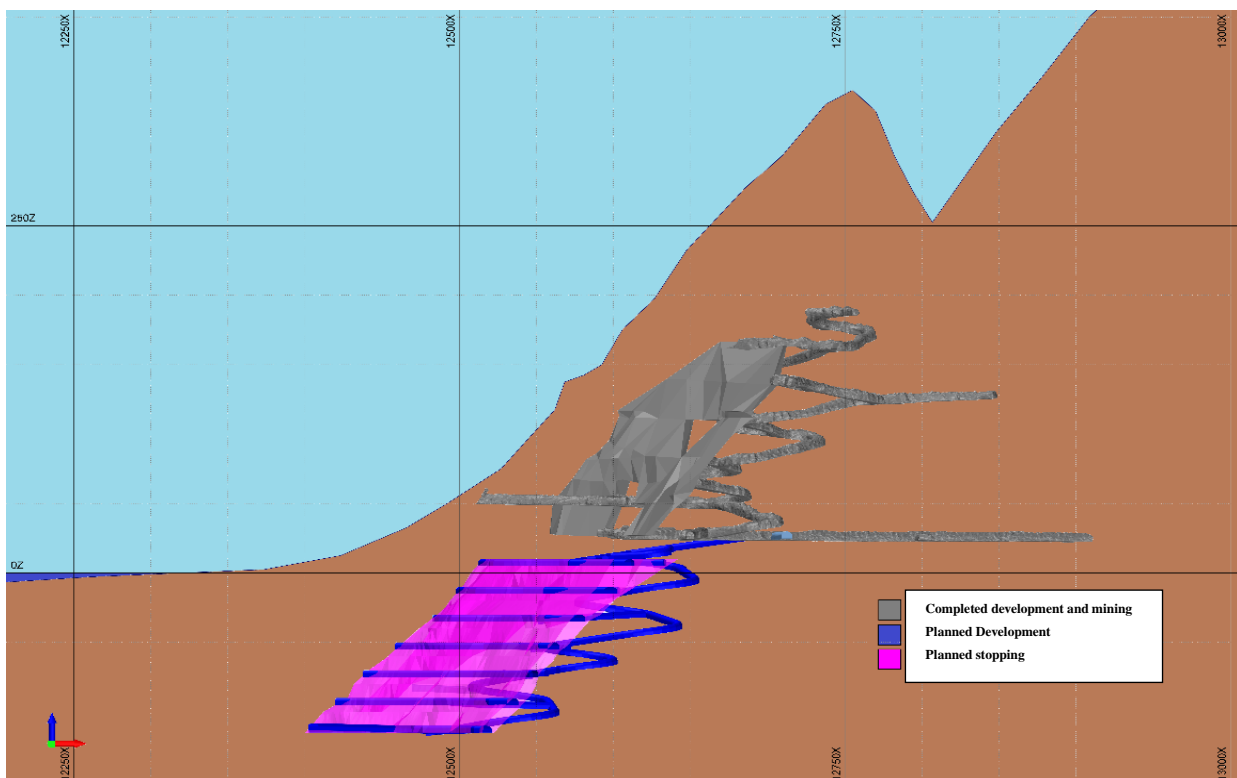 12250X
12500X
12750X
13000X
250Z
0Z
Completed development and mining
Planned Development
Planned stopping
12250X
12500X
12750X
13000X